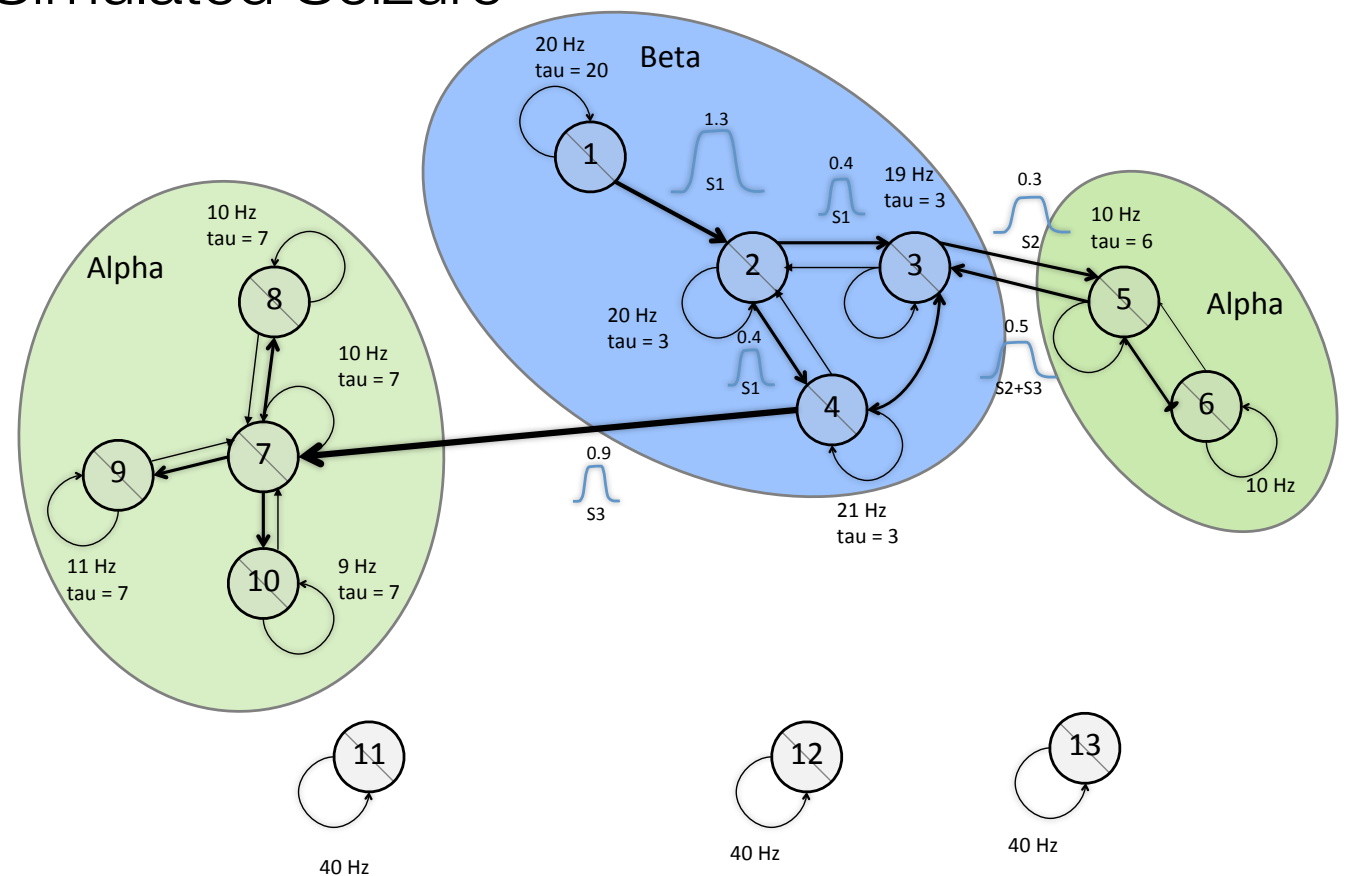 Simulated Seizure
20 Hz
tau = 20
Beta
1
1.3
S1
0.4
S1
19 Hz
tau = 3
0.3
S2
10 Hz
tau = 6
2
3
5
Alpha
20 Hz
tau = 3
0.4
S1
4
0.5
S2+S3
6
10 Hz
21 Hz
tau = 3
0.9
S3
Alpha
10 Hz
tau = 7
8
10 Hz
tau = 7
7
9
11 Hz
tau = 7
10
9 Hz
tau = 7
11
40 Hz
12
40 Hz
13
40 Hz